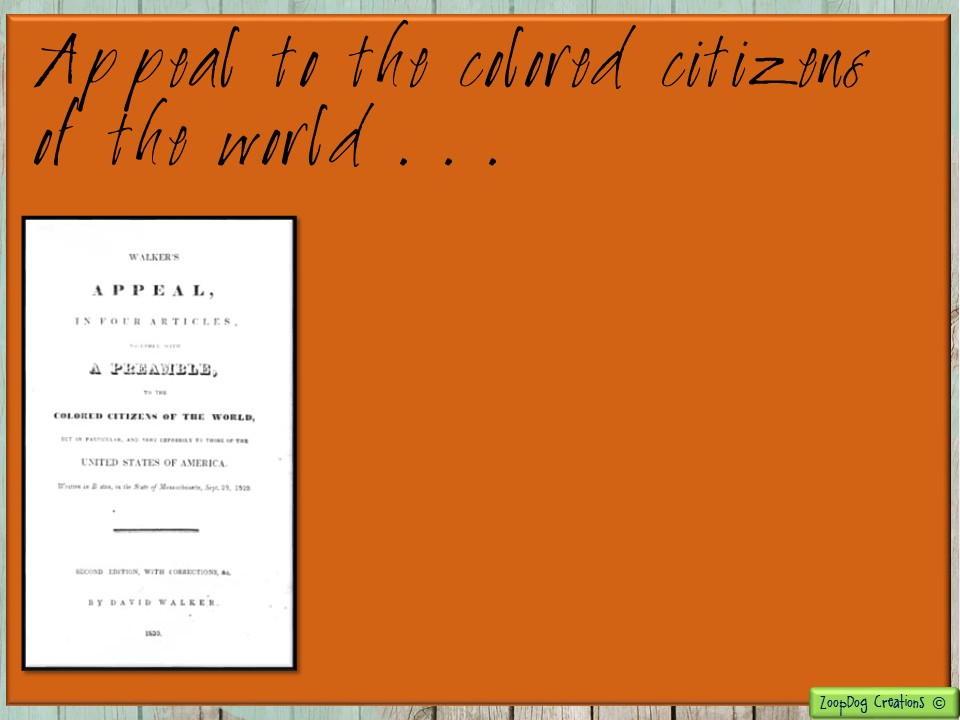 Appeal to the colored citizens
of the world . . .
WALKER'S
APPEAL,
IN FOUR ARTICLES,
TOGETHER WITH
A PREAMBLE,
TO THE
COLORED CITIZENS OF THE WORLD,
BUT IN PARTICULAR, AND VERY EXPRESSLY TO THOSE OF THE
UNITED STATES OF AMERICA.
Written in Boston, in the State of Massachusetts, Sept. 28, 1829.
SECOND EDITION, WITH CORRECTIONS, &c.
BY DAVID WALKER.
1830.
ZoopDog Creations ©